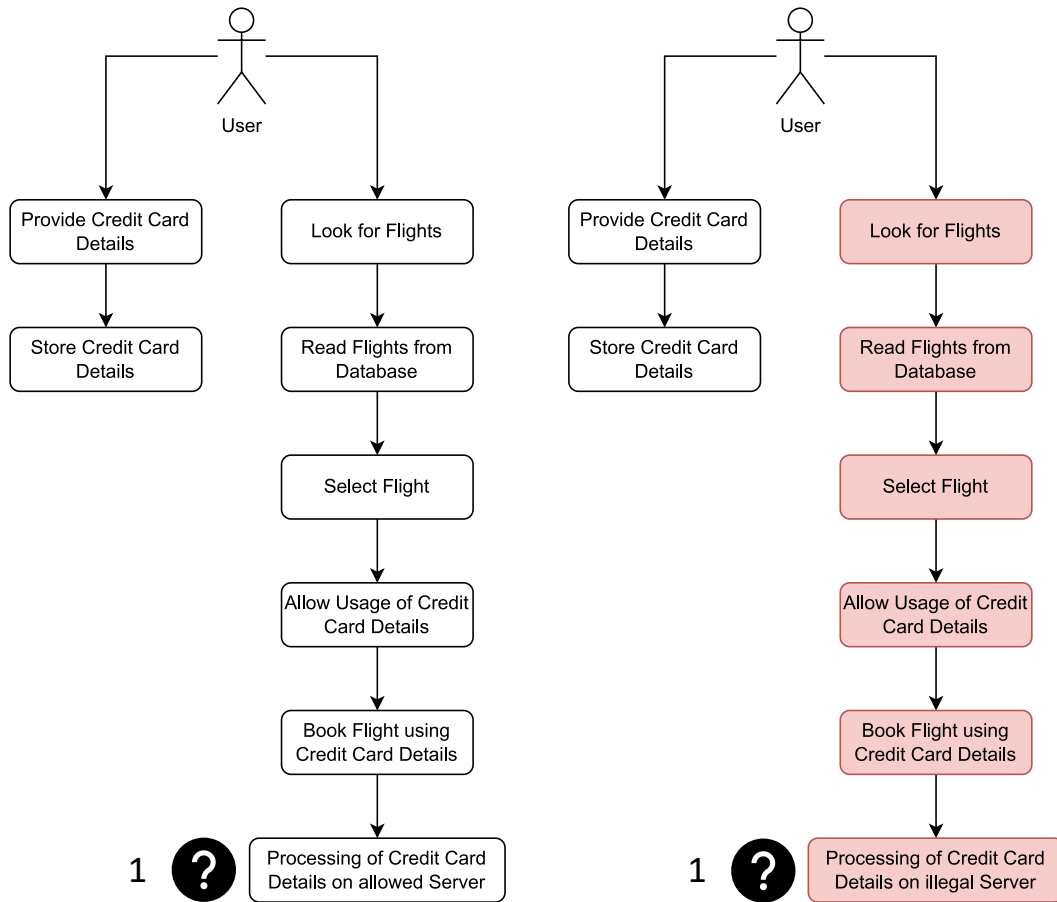 User
Provide Credit Card
Details
Store Credit Card
Details
Look for Flights
Read Flights from
Database
Select Flight
Allow Usage of Credit
Card Details
Book Flight using
Credit Card Details
1
?
Processing of Credit Card
Details on allowed Server
User
Provide Credit Card
Details
Store Credit Card
Details
Look for Flights
Read Flights from
Database
Select Flight
Allow Usage of Credit
Card Details
Book Flight using
Credit Card Details
1
?
Processing of Credit Card
Details on illegal Server